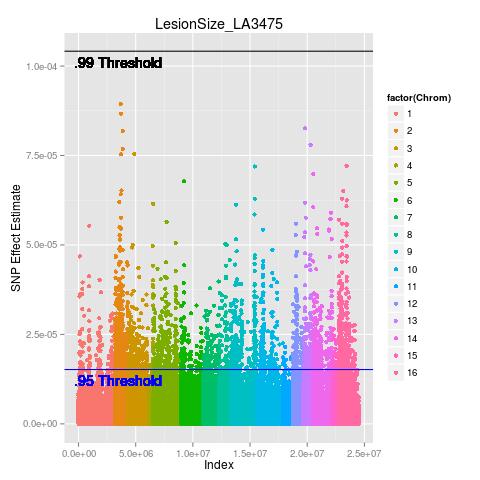 LesionSize_LA3475
.99 Threshold
1.0e-04
7.5e-05
5.0e-05
2.5e-05
0.0e+00
SNP Effect Estimate
.95 Threshold
0.0e+00 5.0e+06 1.0e+07 1.5e+07 2.0e+07 2.5e+07
Index
factor(Chrom)
1
2
3
4
5
6
7
8
9
10
11
12
13
14
15
16